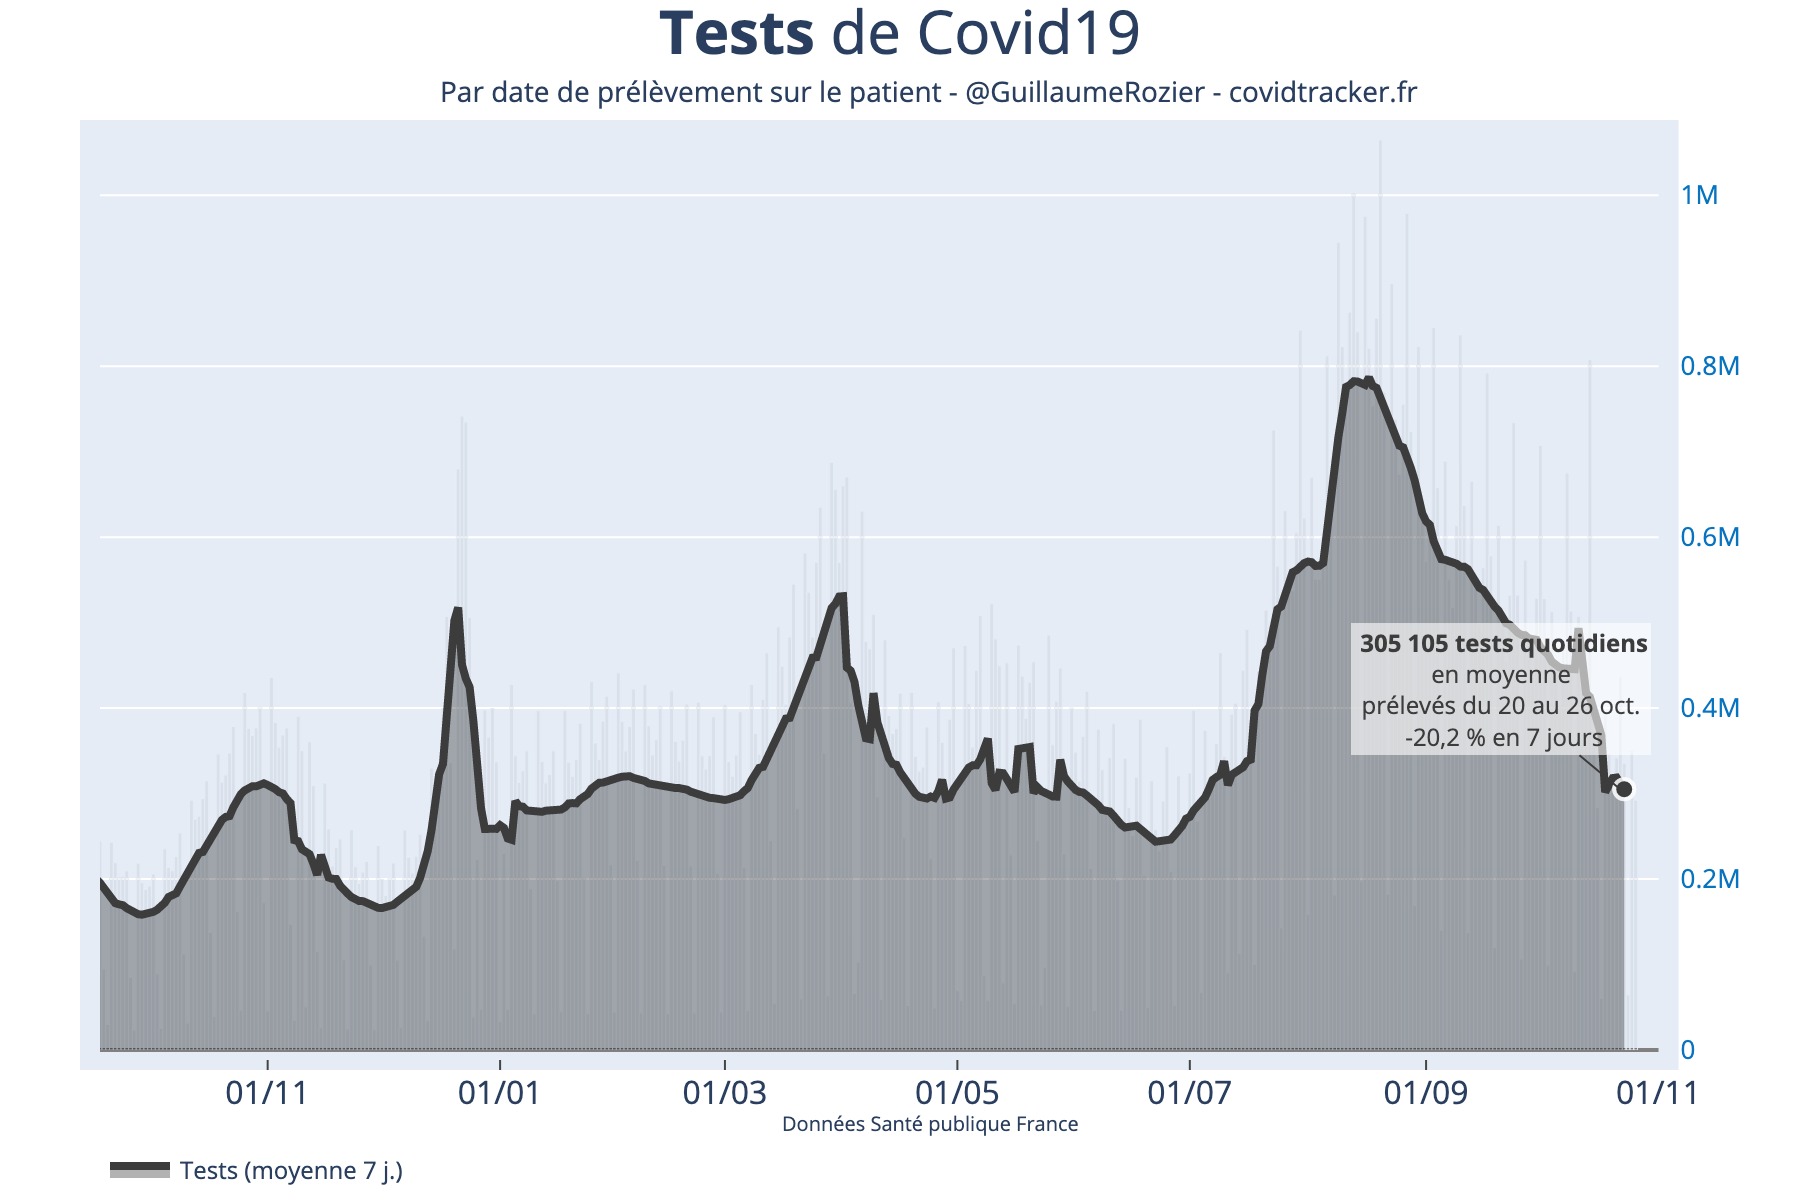 Tests de Covid19
Par date de prélèvement sur le patient - @GuillaumeRozier - covidtracker.fr
1M
0.8M
0.6M
305 105 tests quotidiens
en moyenne
prélevés du 20 au 26 oct.
-20,2 % en 7 jours
0.4M
0.2M
0
01/11 01/01 01/03 01/05 01/07 01/09 01/11
Données Santé publique France
Tests (moyenne 7 j.)